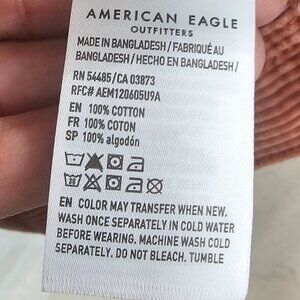 AMERICAN EAGLE
OUTFITTERS
MADE IN BANGLADESH / FABRIQUÉ AU
BANGLADESH / HECHO EN BANGLADESH /
RN 54485/CA 03873
RFC# AEM120605U9A
EN 100% COTTON
FR 100% COTON
SP 100% algodón
EN COLOR MAY TRANSFER WHEN NEW.
WASH ONCE SEPARATELY IN COLD WATER
BEFORE WEARING. MACHINE WASH COLD
SEPARATELY. DO NOT BLEACH. TUMBLE